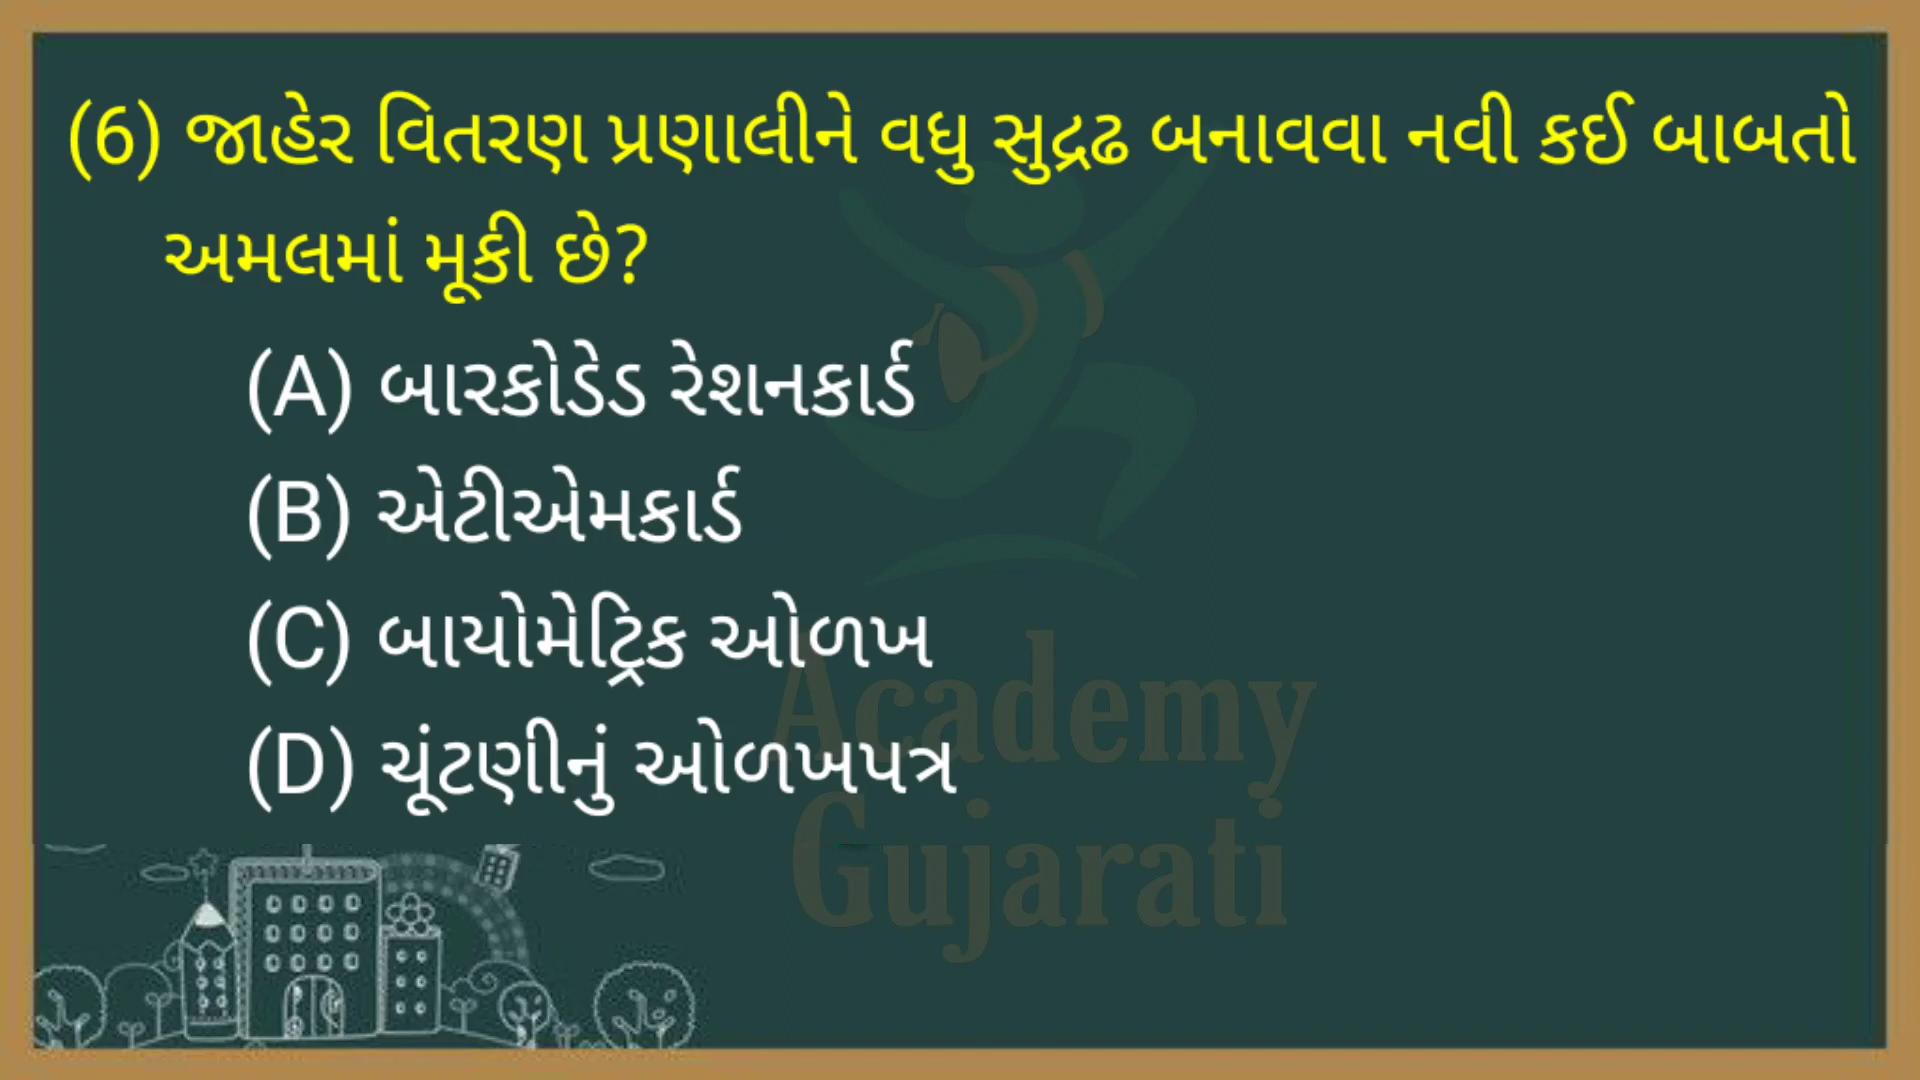 (6) જાહેર વિતરણ પ્રણાલીને વધુ સુદ્રઢ બનાવવા નવી કઈ બાબતો
અમલમાં મૂકી છે?
(A) બારકોડેડ રેશનકાર્ડ
(B) એટીએમકાર્ડ
(C) બાયોમેટ્રિક ઓળખ
(D) ચૂંટણીનું ઓળખપત્ર
Academy
Gujarati